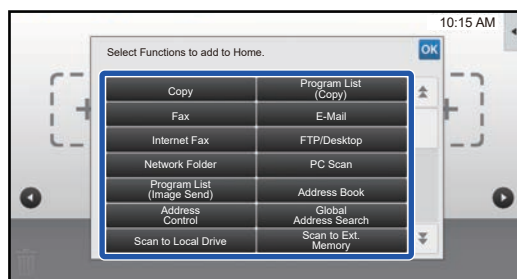 10:15 AM
Select Functions to add to Home.
OK
Copy
Program List
(Copy)
Fax
E-Mail
Internet Fax
FTP/Desktop
Network Folder
PC Scan
Program List
(Image Send)
Address Book
Address
Control
Global
Address Search
Scan to Local Drive
Scan to Ext.
Memory